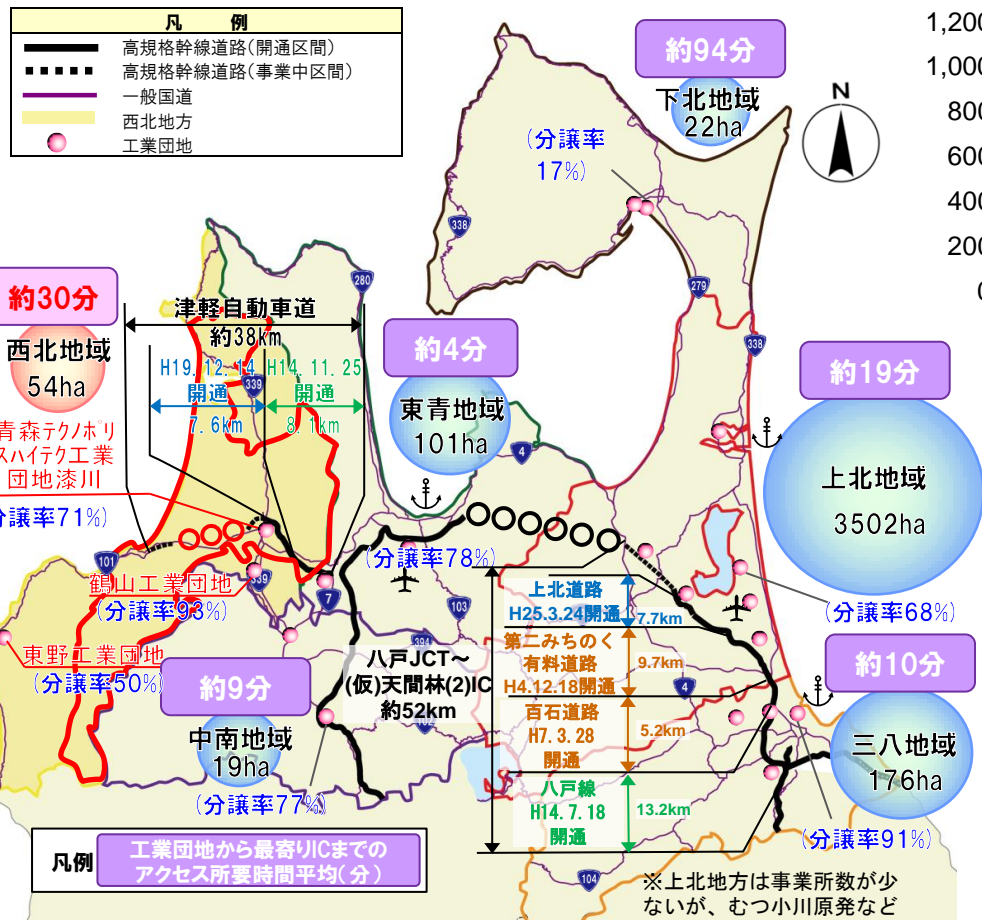 凡　例
高規格幹線道路(開通区間)
高規格幹線道路(事業中区間)
一般国道
西北地方
工業団地
1,200
1,000
800
600
400
200
0
約94分
下北地域
22ha
(分譲率
17%)
N
338
280
279
338
約30分
西北地域
54ha
津軽自動車道
約38km
H19.12.14
開通
7.6km
H14.11.25
開通
8.1km
339
約4分
東青地域
101ha
4
約19分
上北地域
3502ha
青森テクノポリ
スハイテク工業
団地漆川
(分譲率71%)
101
339
7
103
394
102
4
104
鶴山工業団地
(分譲率93%)
東野工業団地
(分譲率50%)
(分譲率78%)
(分譲率68%)
八戸JCT～
(仮)天間林(2)IC
約52km
上北道路
H25.3.24開通
7.7km
第二みちのく
有料道路
H4.12.18開通
9.7km
百石道路
H7.3.28
開通
5.2km
八戸線
H14.7.18
開通
13.2km
約9分
中南地域
19ha
(分譲率77%)
約10分
三八地域
176ha
(分譲率91%)
凡例
工業団地から最寄りICまでの
アクセス所要時間平均(分)
※上北地方は事業所数が少
ないが、むつ小川原発など